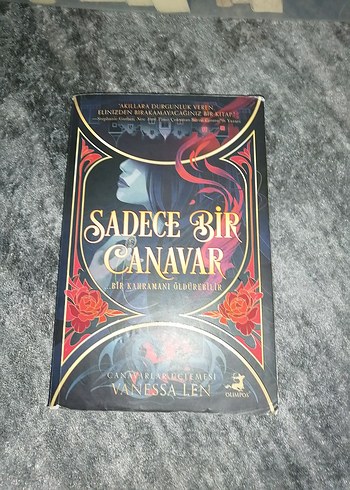 "AKILLARA DURGUNLUK VEREN,
ELİNİZDEN BIRAKAMAYACAĞINIZ BİR KİTAP."
SADECE BİR
CANAVAR
...BİR KAHRAMANI ÖLDÜREBİLİR
CANAVARLAR ÜÇLEMESİ
VANESSA LEN
OLIMPOS